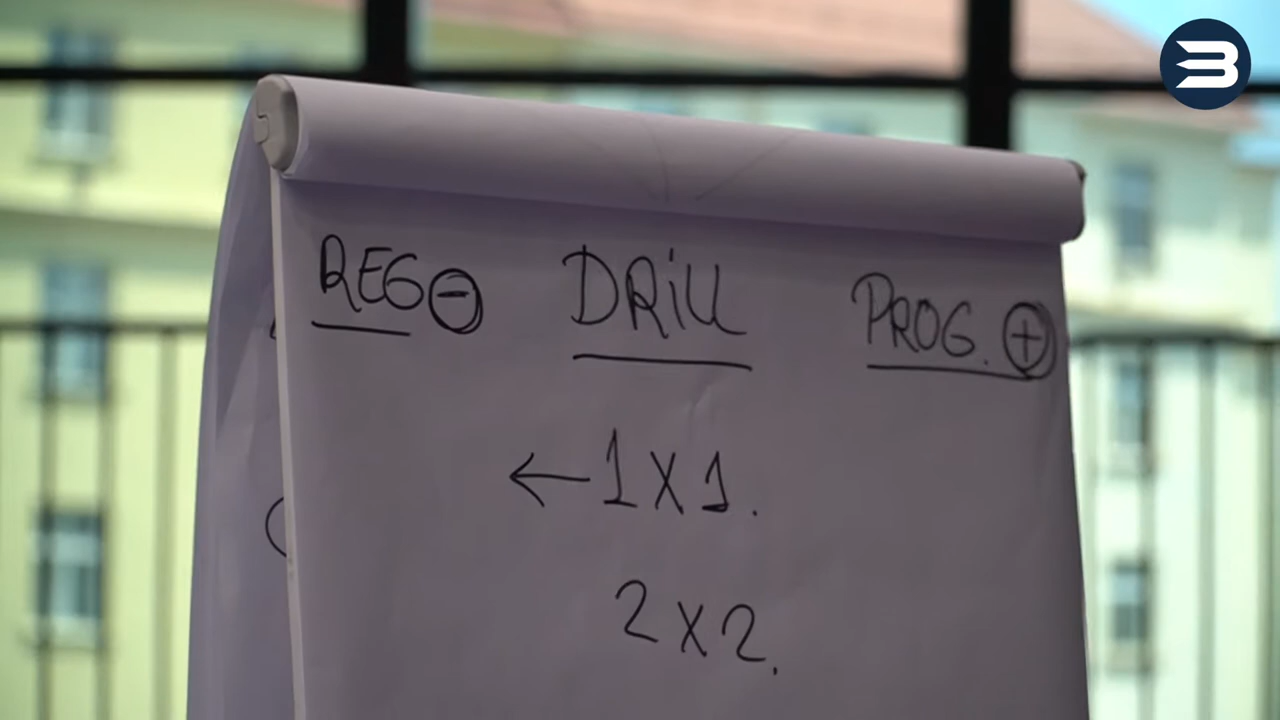 REG ⊖ DRiLL PROG. ⊕
← 1X1.
2X2.